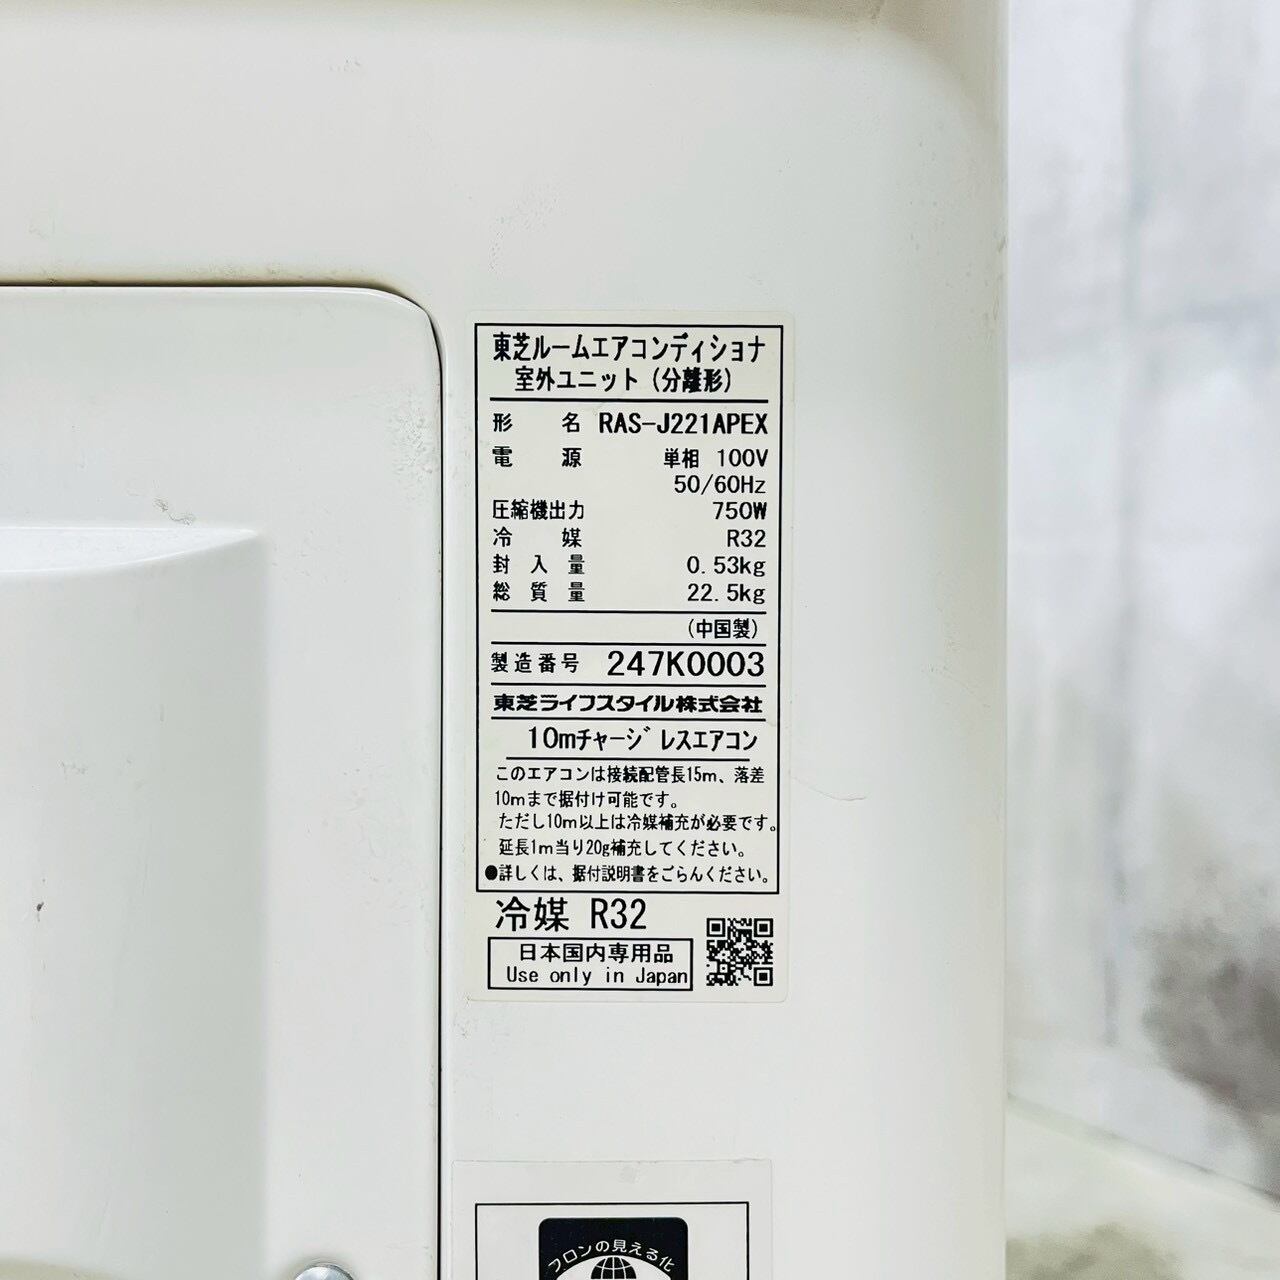 東芝ルームエアコンディショナ
室外ユニット(分離形)
形名 RAS-J221APEX
電源 単相 100V
50/60Hz
圧縮機出力 750W
冷媒 R32
封入量 0.53kg
総質量 22.5kg
(中国製)
製造番号 247K0003
東芝ライフスタイル株式会社
10mチャージレスエアコン
このエアコンは接続配管長15m、落差
10mまで据付け可能です。
ただし10m以上は冷媒補充が必要です。
延長1m当り20g補充してください。
●詳しくは、据付説明書をごらんください。
冷媒 R32
日本国内専用品
Use only in Japan
フロンの見える化